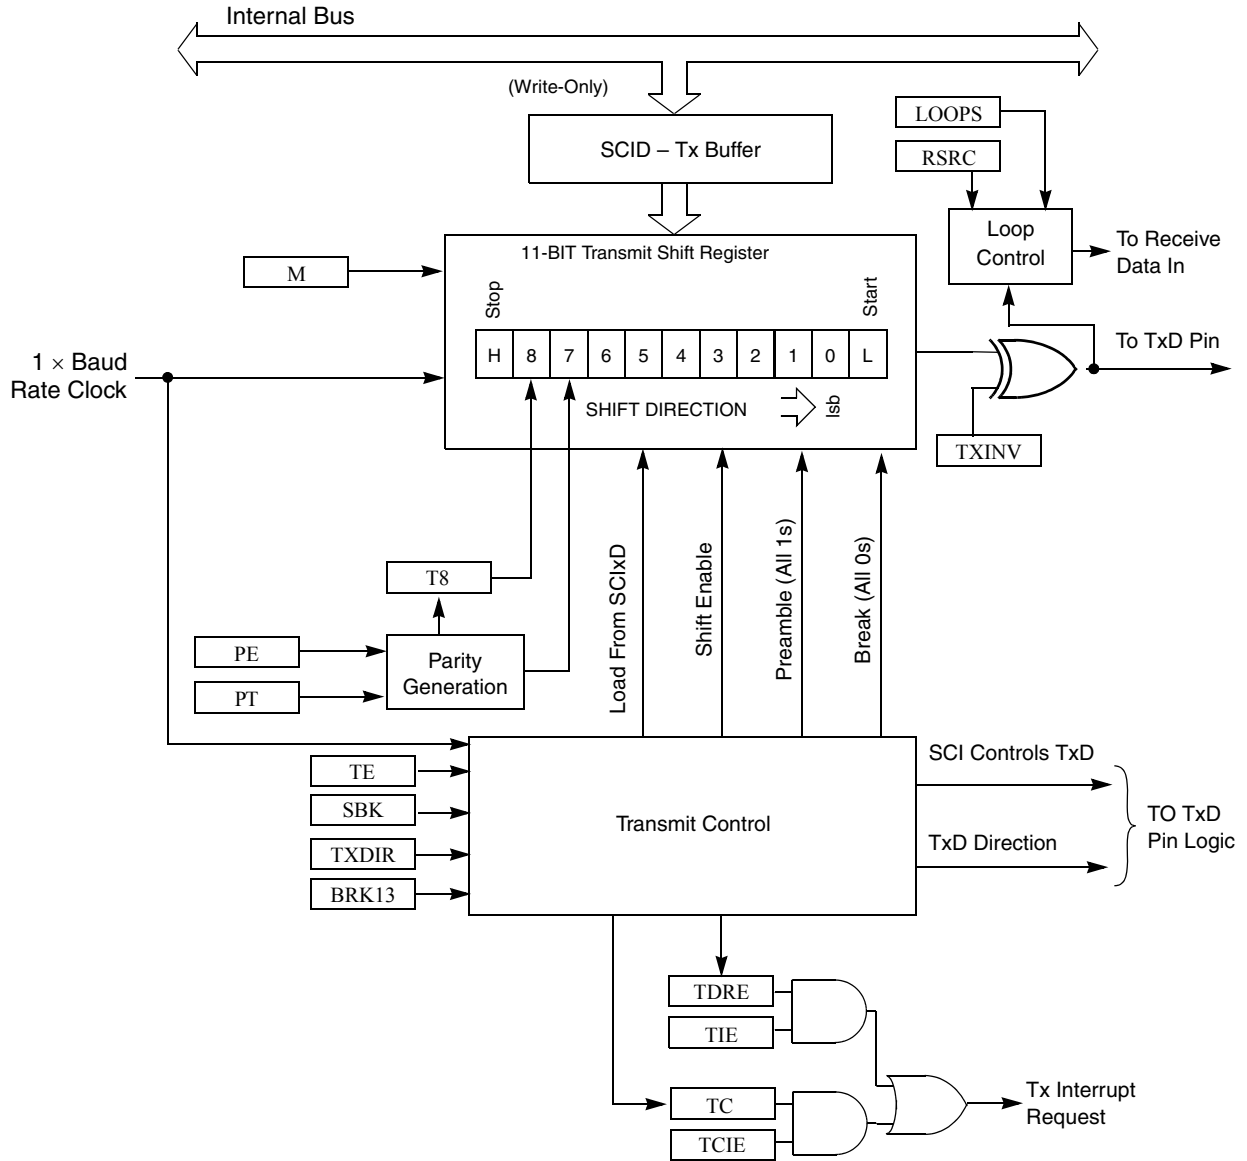 Internal Bus
(Write-Only)
SCID – Tx Buffer
LOOPS
RSRC
Loop
Control
To Receive
Data In
11-BIT Transmit Shift Register
M
Stop
Start
H 8 7 6 5 4 3 2 1 0 L
1 × Baud
Rate Clock
To TxD Pin
SHIFT DIRECTION
lsb
TXINV
T8
PE
PT
Parity
Generation
Load From SCIxD
Shift Enable
Preamble (All 1s)
Break (All 0s)
TE
SBK
TXDIR
BRK13
Transmit Control
SCI Controls TxD
TxD Direction
TO TxD
Pin Logic
TDRE
TIE
TC
TCIE
Tx Interrupt
Request